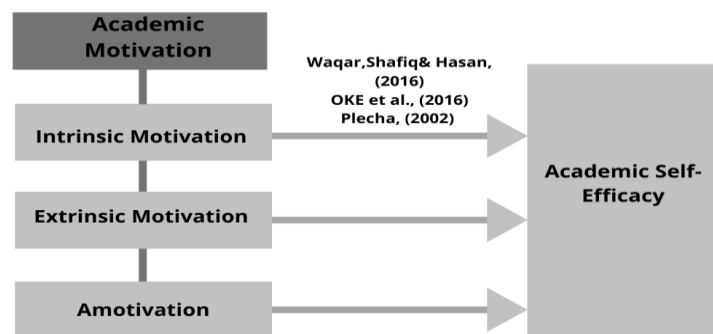 Academic
Motivation
Waqar,Shafiq& Hasan,
(2016)
OKE et al., (2016)
Plecha, (2002)
Intrinsic Motivation
Extrinsic Motivation
Amotivation
Academic Self-
Efficacy